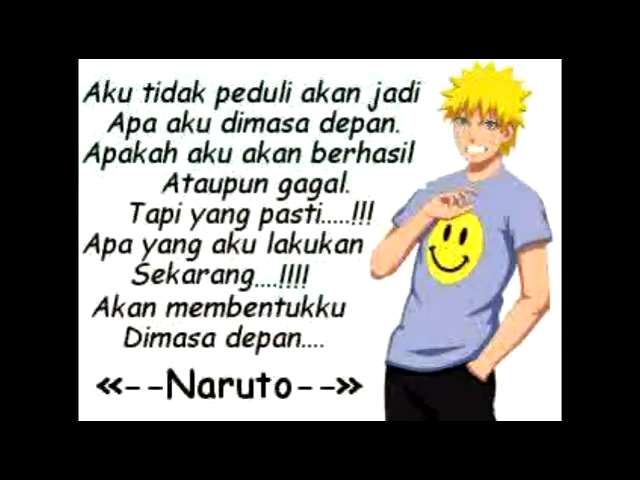 Aku tidak peduli akan jadi
Apa aku dimasa depan.
Apakah aku akan berhasil
Ataupun gagal.
Tapi yang pasti.....!!!
Apa yang aku lakukan
Sekarang....!!!!
Akan membentukku
Dimasa depan....
«--Naruto--»